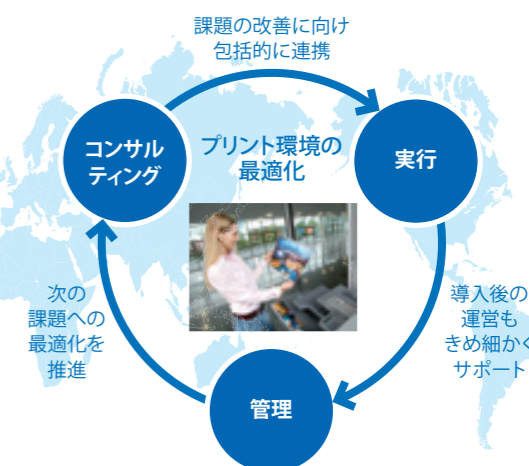 課題の改善に向け
包括的に連携
コンサル
ティング
プリント環境の
最適化
実行
次の
課題への
最適化を
推進
導入後の
運営も
きめ細かく
サポート
管理